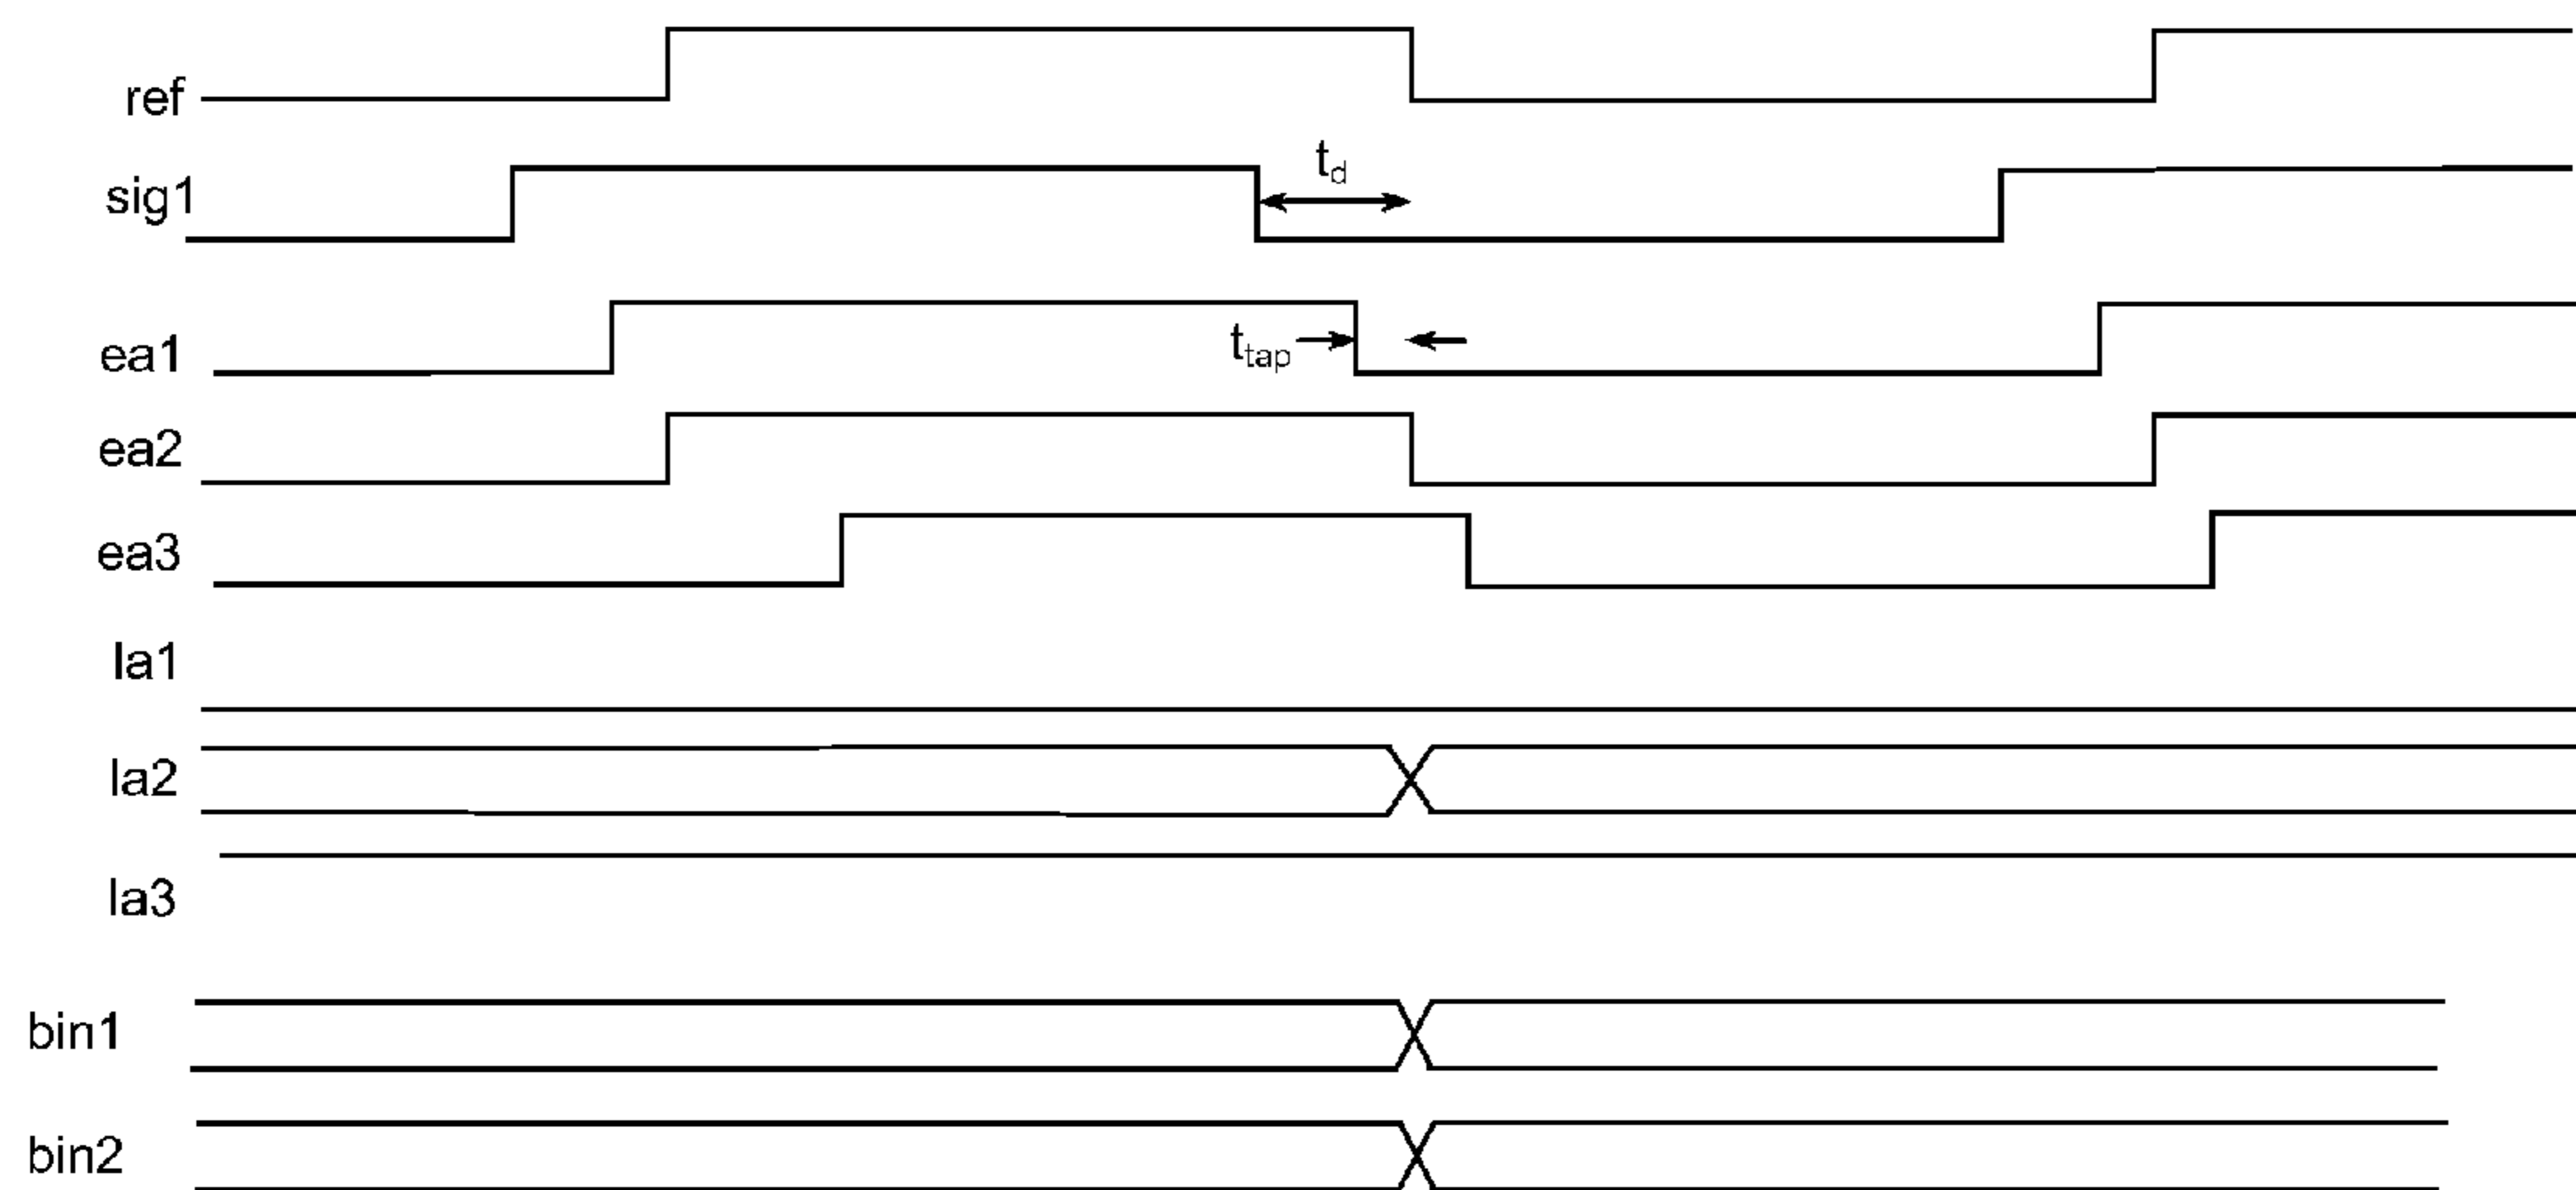 ref
sig1
td
ea1
ttap
ea2
ea3
la1
la2
la3
bin1
bin2